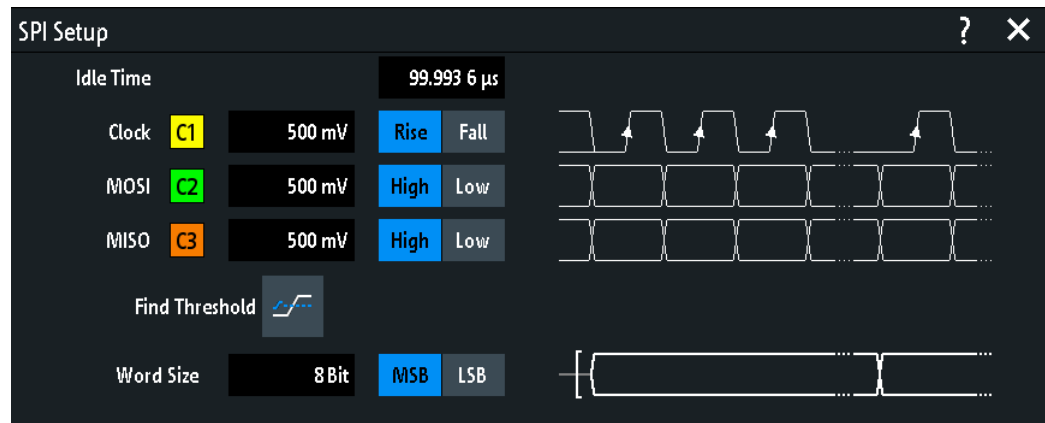 SPI Setup ? ×
Idle Time 99.993 6 µs
Clock C1 500 mV Rise Fall
MOSI C2 500 mV High Low
MISO C3 500 mV High Low
Find Threshold
Word Size 8 Bit MSB LSB